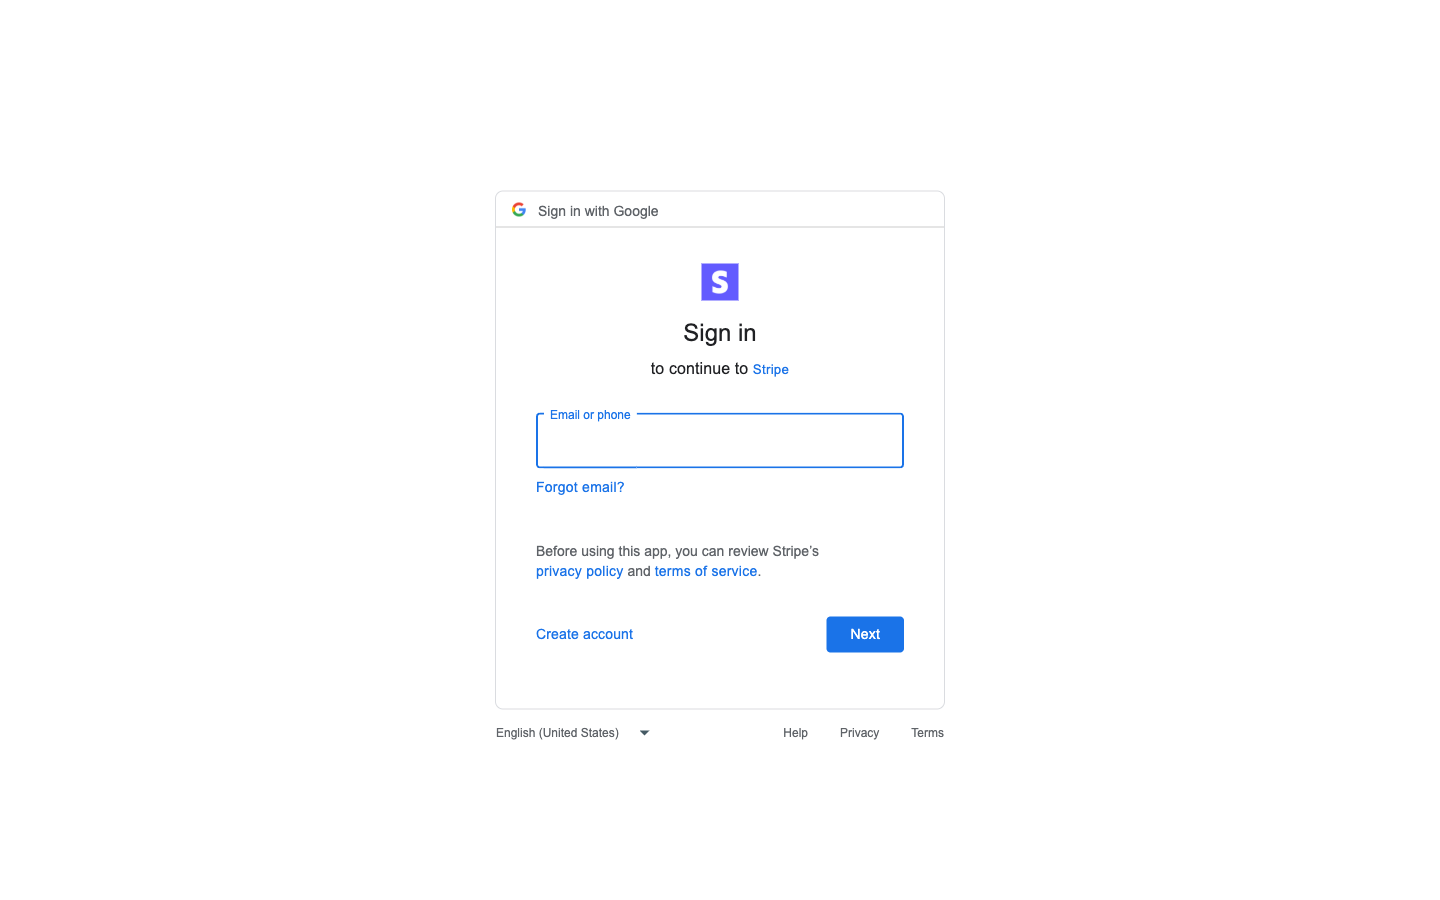 Sign in with Google
S
Sign in
to continue to Stripe
Email or phone
Forgot email?
Before using this app, you can review Stripe’s
privacy policy and terms of service.
Create account
Next
English (United States)
Help
Privacy
Terms